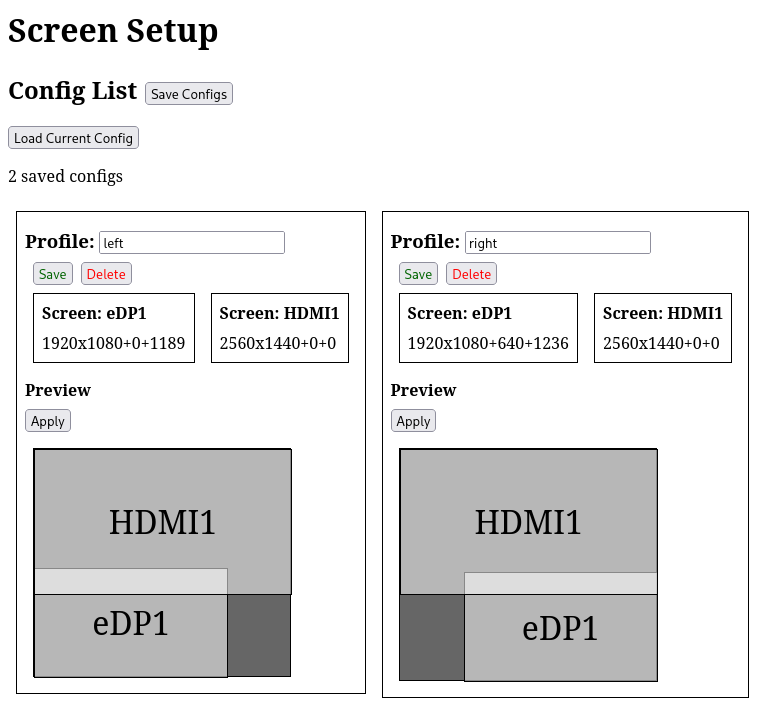 Screen Setup
Config List Save Configs
Load Current Config
2 saved configs
Profile: left
Save Delete
Screen: eDP1
1920x1080+0+1189
Screen: HDMI1
2560x1440+0+0
Preview
Apply
HDMI1
eDP1
Profile: right
Save Delete
Screen: eDP1
1920x1080+640+1236
Screen: HDMI1
2560x1440+0+0
Preview
Apply
HDMI1
eDP1